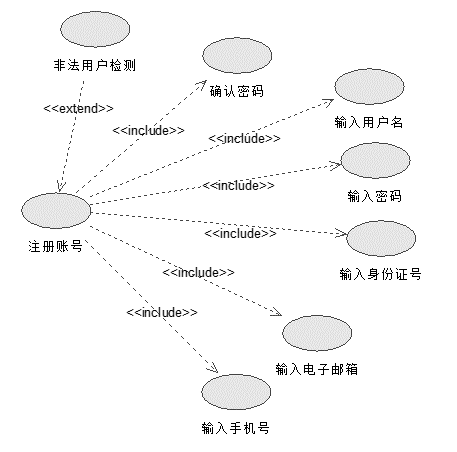 非法用户检测
确认密码
<<extend>>
输入用户名
<<include>>
<<include>>
<<include>>
输入密码
注册账号
<<include>>
输入身份证号
<<include>>
<<include>>
输入电子邮箱
输入手机号